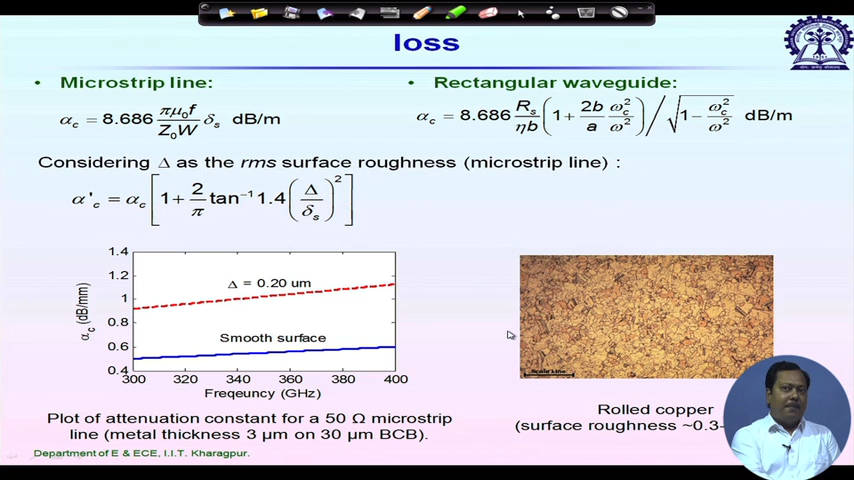 loss
• Microstrip line:
α_c = 8.686 πμ₀f / Z₀W δ_s dB/m
• Rectangular waveguide:
α_c = 8.686 R_s / ηb (1 + 2b/a ω_c²/ω²) / √(1 − ω_c²/ω²) dB/m
Considering Δ as the rms surface roughness (microstrip line) :
α'_c = α_c [1 + 2/π tan⁻¹ 1.4 (Δ/δ_s)²]
1.4
1.2
1
0.8
0.6
0.4
α_c (dB/mm)
Δ = 0.20 um
Smooth surface
300 320 340 360 380 400
Freqeuncy (GHz)
Plot of attenuation constant for a 50 Ω microstrip
line (metal thickness 3 μm on 30 μm BCB).
Scale Line
Rolled copper
(surface roughness ~0.3-
Department of E & ECE, I.I.T. Kharagpur.